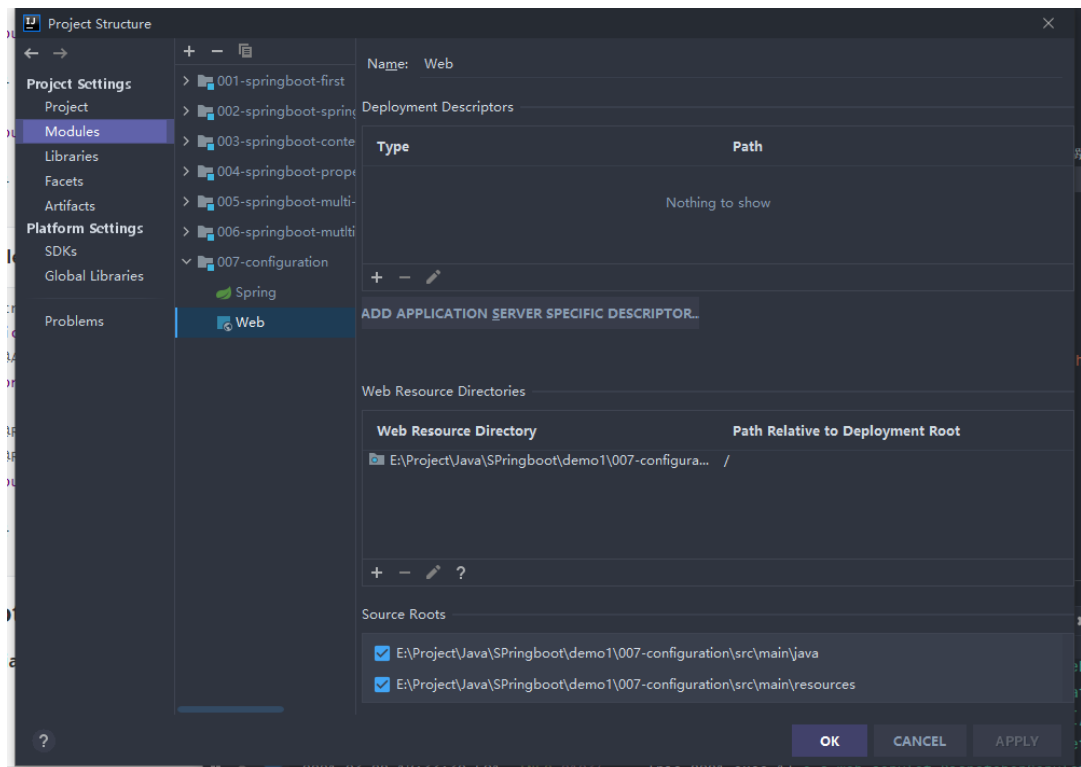 Project Structure
Project Settings
Project
Modules
Libraries
Facets
Artifacts
Platform Settings
SDKs
Global Libraries
Problems
001-springboot-first
002-springboot-spring
003-springboot-conte
004-springboot-prope
005-springboot-multi-
006-springboot-mutlti
007-configuration
Spring
Web
Name: Web
Deployment Descriptors
Type Path
Nothing to show
ADD APPLICATION SERVER SPECIFIC DESCRIPTOR...
Web Resource Directories
Web Resource Directory Path Relative to Deployment Root
E:\Project\Java\SPringboot\demo1\007-configura... /
Source Roots
E:\Project\Java\SPringboot\demo1\007-configuration\src\main\java
E:\Project\Java\SPringboot\demo1\007-configuration\src\main\resources
OK CANCEL APPLY